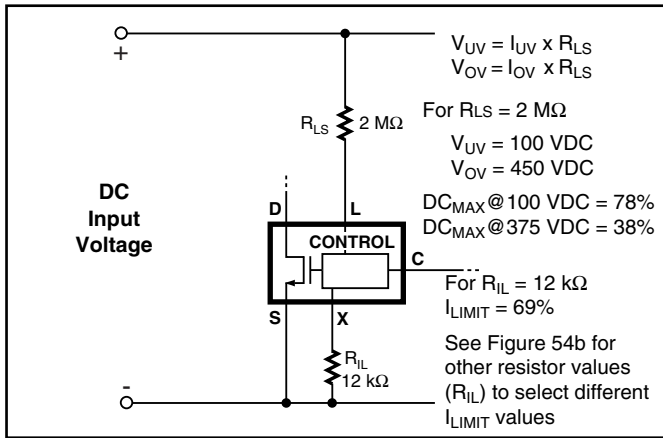 +
V_UV = I_UV x R_LS
V_OV = I_OV x R_LS
R_LS 2 MΩ
For RLS = 2 MΩ
V_UV = 100 VDC
V_OV = 450 VDC
DC_MAX@100 VDC = 78%
DC_MAX@375 VDC = 38%
DC
Input
Voltage
D
L
CONTROL
C
S
X
For R_IL = 12 kΩ
I_LIMIT = 69%
R_IL
12 kΩ
See Figure 54b for
other resistor values
(R_IL) to select different
I_LIMIT values
-